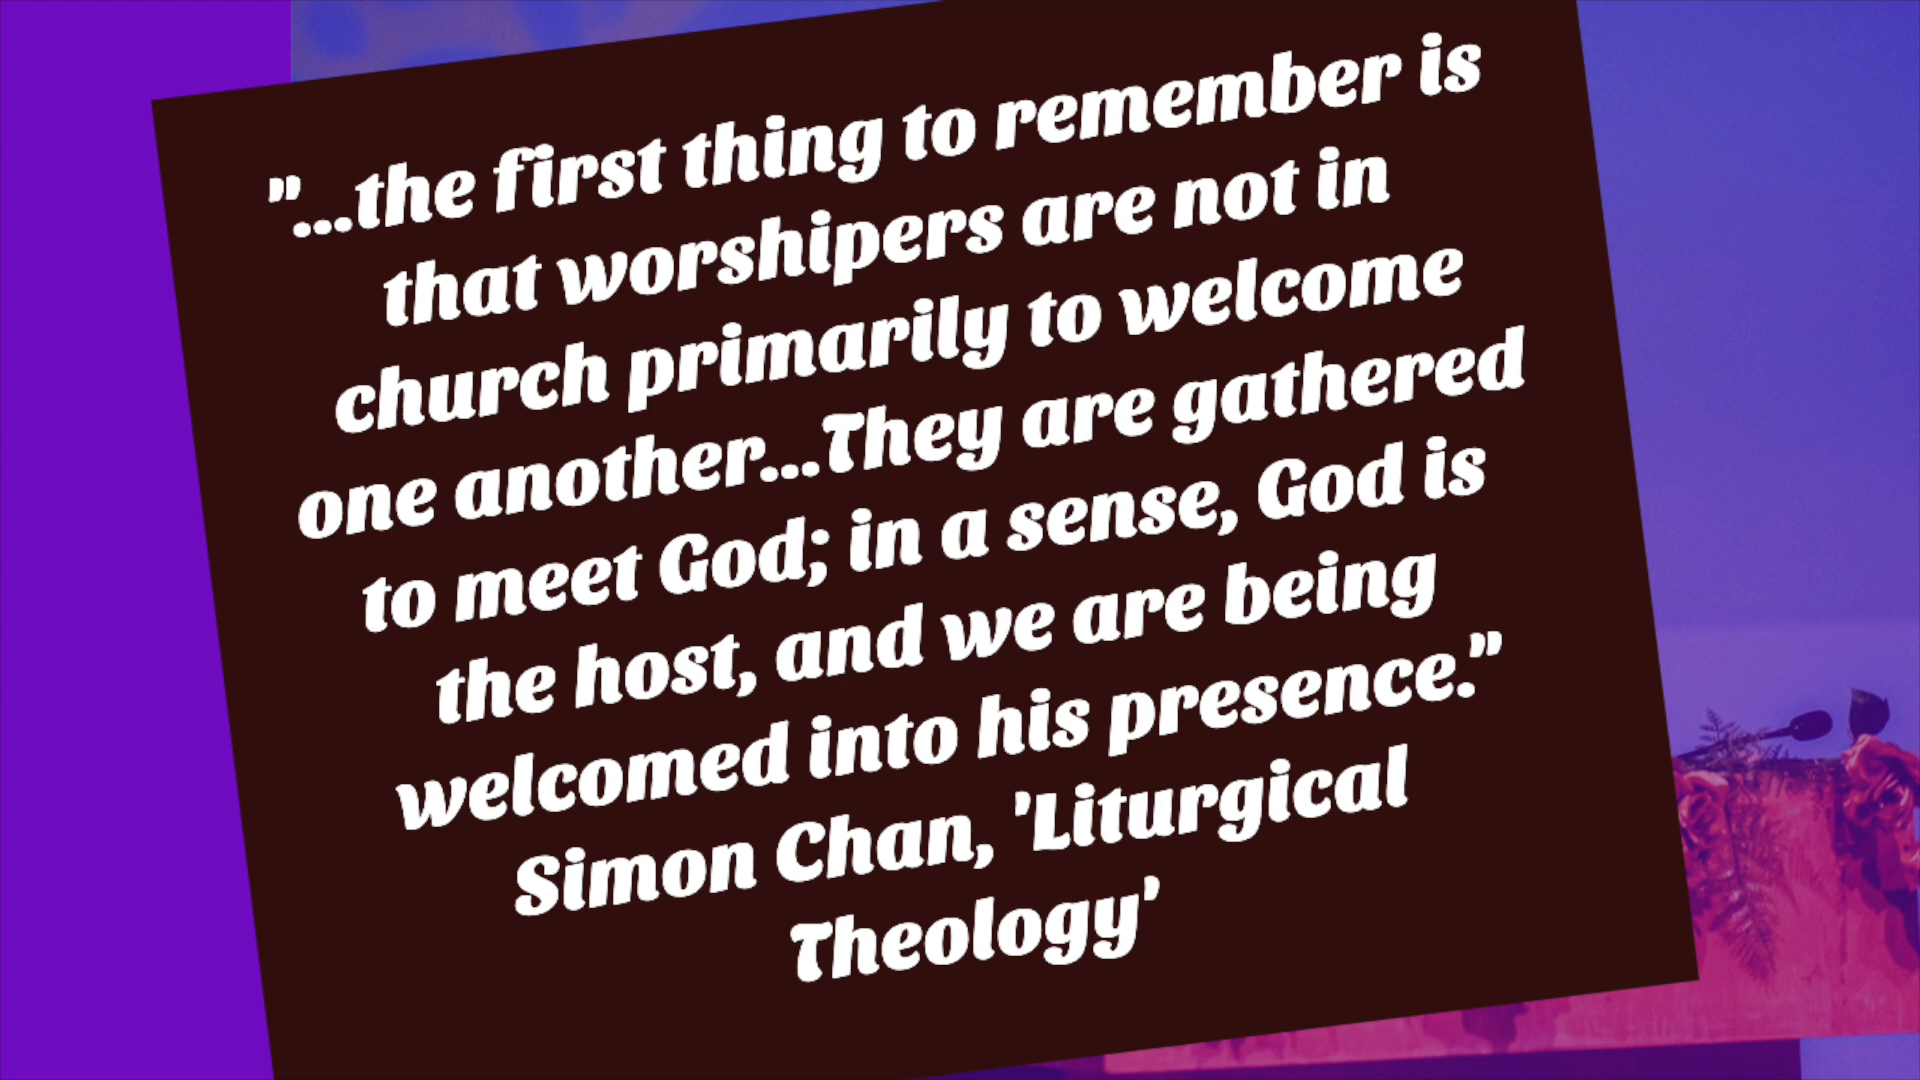 "...the first thing to remember is
that worshipers are not in
church primarily to welcome
one another...They are gathered
to meet God; in a sense, God is
the host, and we are being
welcomed into his presence."
Simon Chan, 'Liturgical
Theology'